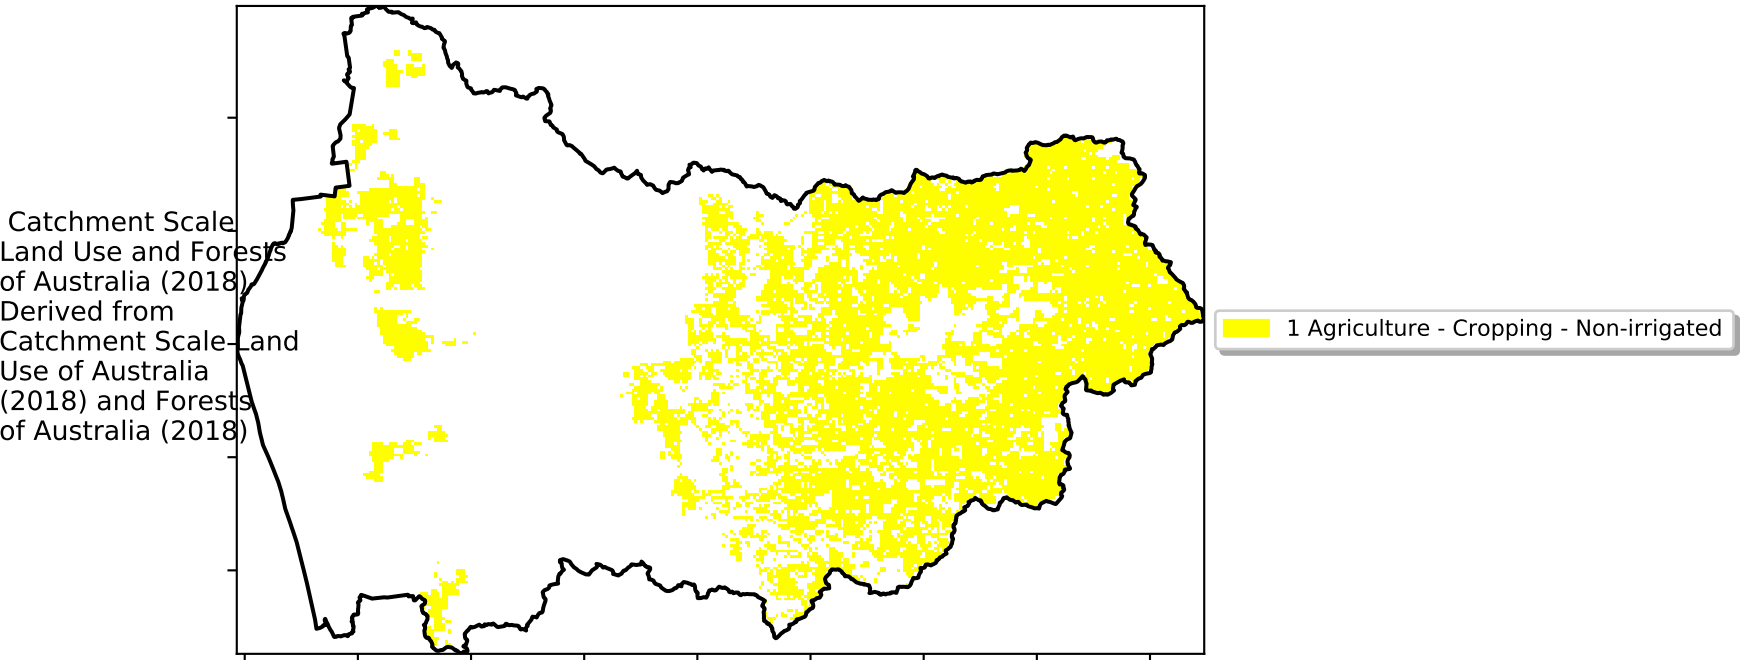 Catchment Scale
Land Use and Forests
of Australia (2018)
Derived from
Catchment Scale Land
Use of Australia
(2018) and Forests
of Australia (2018)
1 Agriculture - Cropping - Non-irrigated